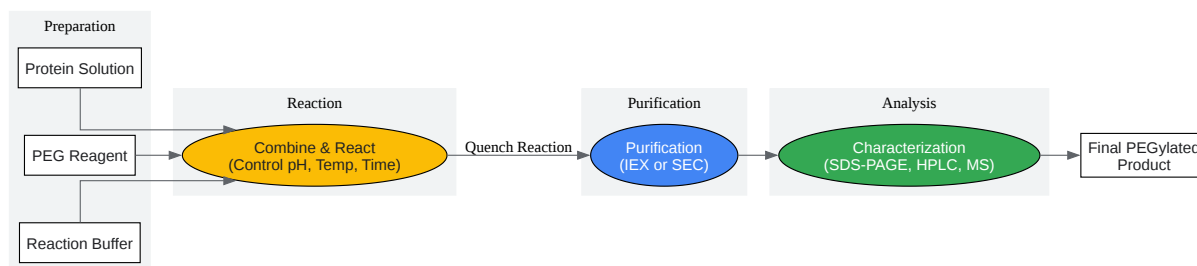 Preparation
Protein Solution
PEG Reagent
Reaction Buffer
Reaction
Combine & React
(Control pH, Temp, Time)
Quench Reaction
Purification
Purification
(IEX or SEC)
Analysis
Characterization
(SDS-PAGE, HPLC, MS)
Final PEGylated
Product